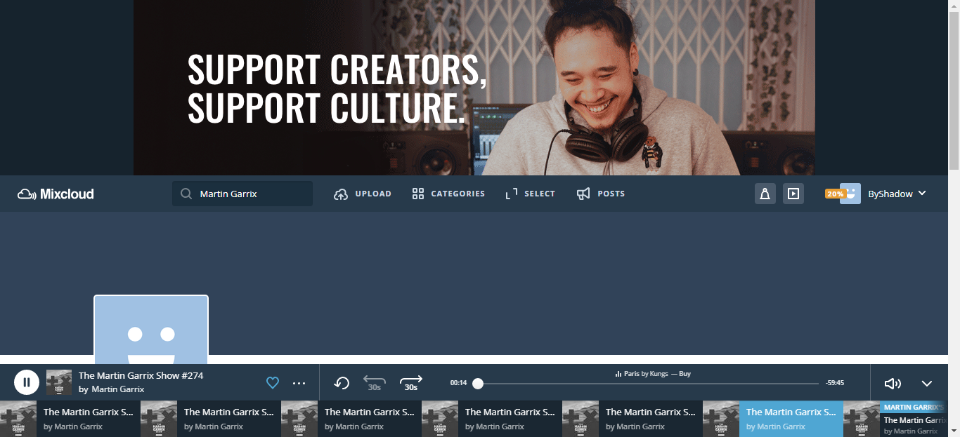 SUPPORT CREATORS,
SUPPORT CULTURE.
Mixcloud
Martin Garrix
UPLOAD
CATEGORIES
SELECT
POSTS
20%
ByShadow
The Martin Garrix Show #274
by Martin Garrix
30s
30s
00:14
Paris by Kungs — Buy
-59:45
The Martin Garrix S...
by Martin Garrix
The Martin Garrix S...
by Martin Garrix
The Martin Garrix S...
by Martin Garrix
The Martin Garrix S...
by Martin Garrix
The Martin Garrix S...
by Martin Garrix
The Martin Garrix S...
by Martin Garrix
MARTIN GARRIX
The Martin Garri
by Martin Garrix